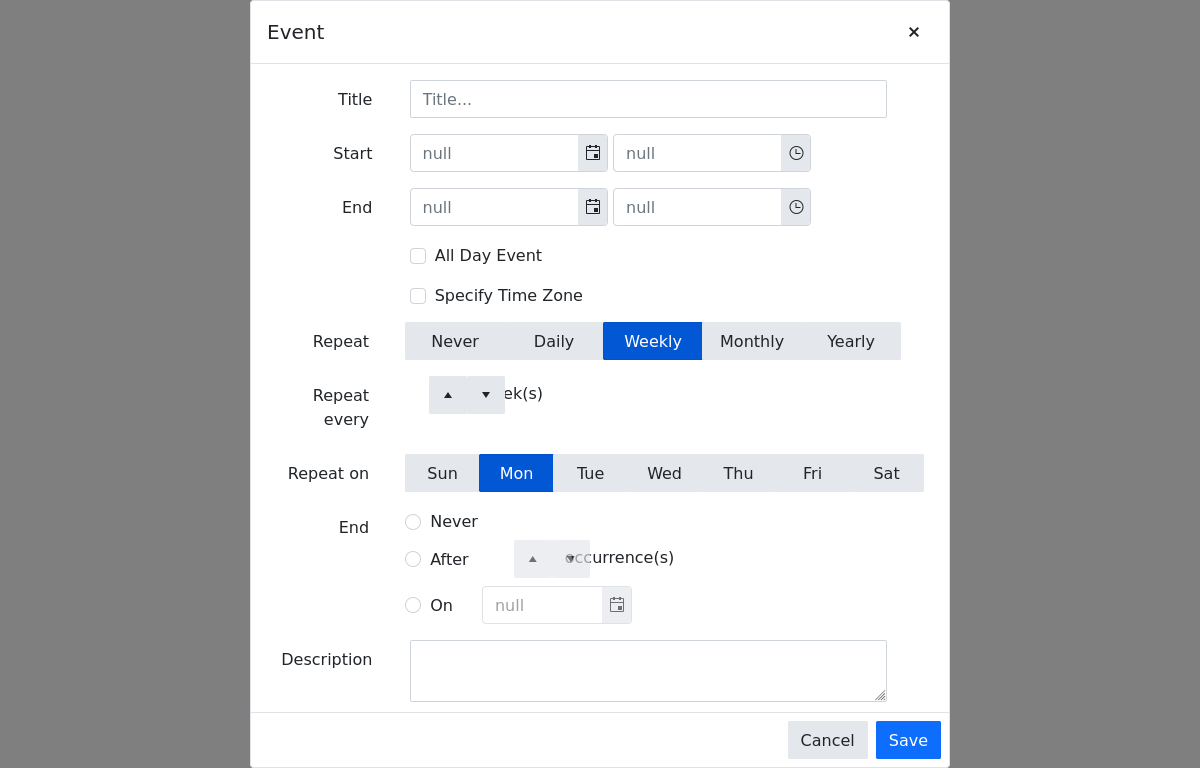 Event
Title Title...
Start null null
End null null
All Day Event
Specify Time Zone
Repeat Never Daily Weekly Monthly Yearly
Repeat every ek(s)
Repeat on Sun Mon Tue Wed Thu Fri Sat
End Never
After occurrence(s)
On null
Description
Cancel Save